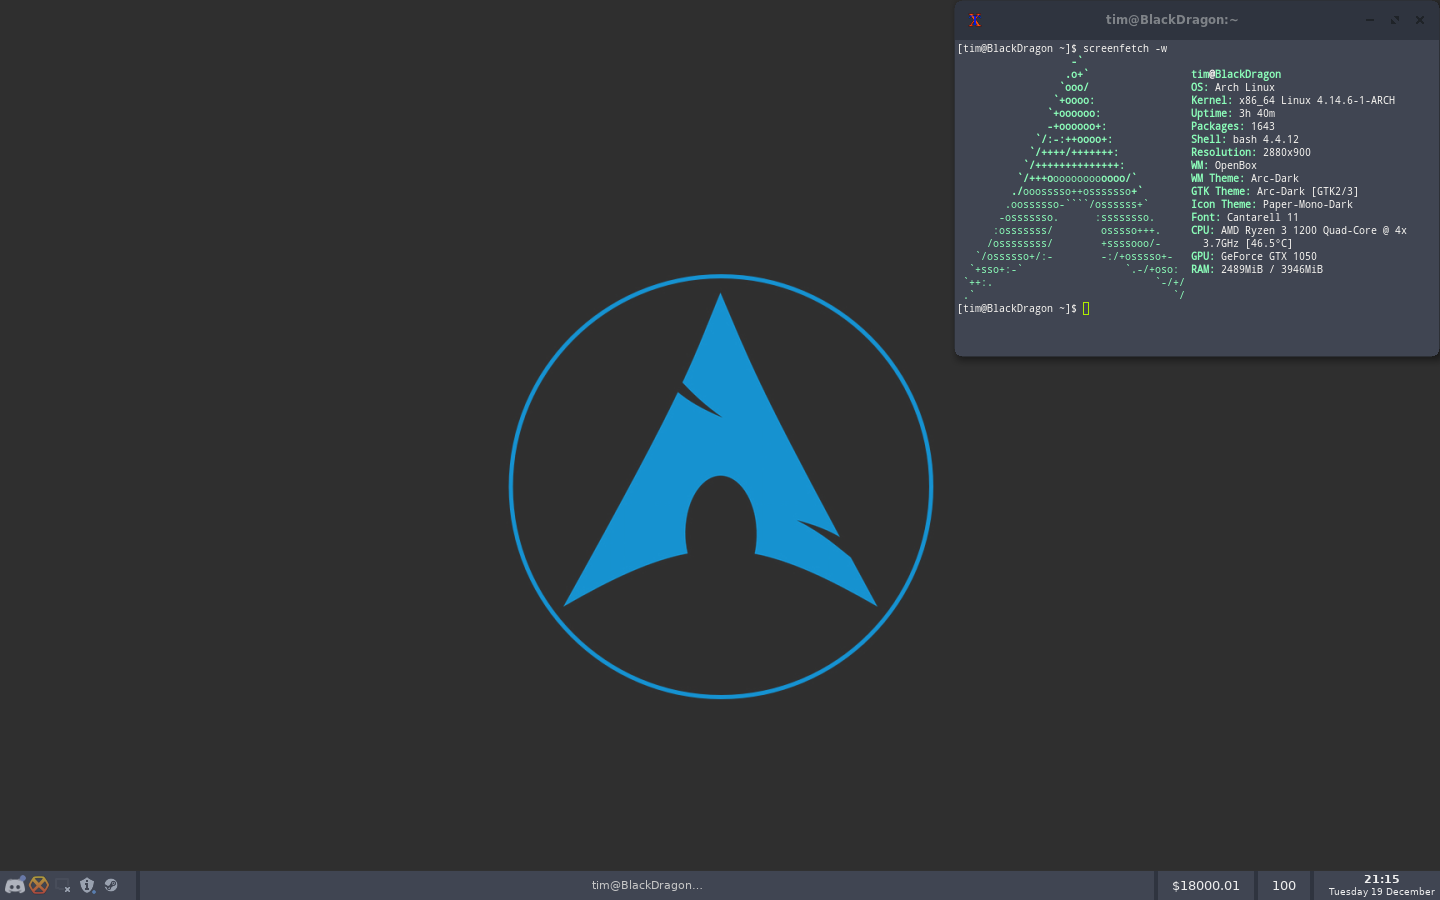 tim@BlackDragon:~
[tim@BlackDragon ~]$ screenfetch -w
tim@BlackDragon
OS: Arch Linux
Kernel: x86_64 Linux 4.14.6-1-ARCH
Uptime: 3h 40m
Packages: 1643
Shell: bash 4.4.12
Resolution: 2880x900
WM: OpenBox
WM Theme: Arc-Dark
GTK Theme: Arc-Dark [GTK2/3]
Icon Theme: Paper-Mono-Dark
Font: Cantarell 11
CPU: AMD Ryzen 3 1200 Quad-Core @ 4x
3.7GHz [46.5°C]
GPU: GeForce GTX 1050
RAM: 2489MiB / 3946MiB
[tim@BlackDragon ~]$
tim@BlackDragon...
$18000.01
100
21:15
Tuesday 19 December